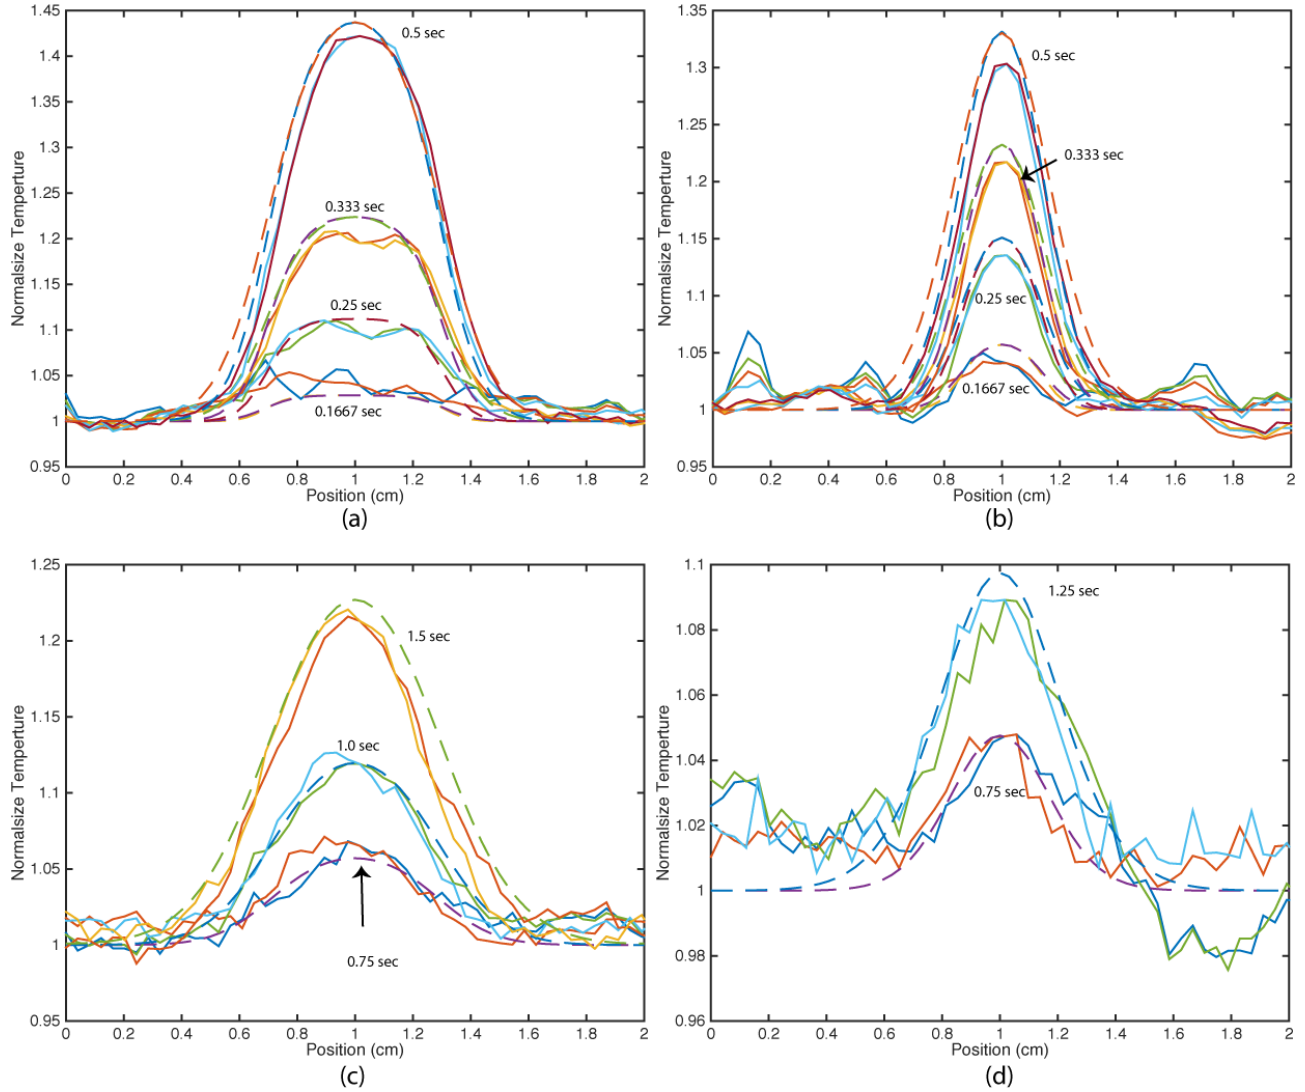 1.45
1.4
1.35
1.3
1.25
1.2
1.15
1.1
1.05
1
0.95
Normalsize Temperture
0.5 sec
0.333 sec
0.25 sec
0.1667 sec
0 0.2 0.4 0.6 0.8 1 1.2 1.4 1.6 1.8 2
Position (cm)
(a)
1.35
1.3
1.25
1.2
1.15
1.1
1.05
1
0.95
Normalsize Temperture
0.5 sec
0.333 sec
0.25 sec
0.1667 sec
0 0.2 0.4 0.6 0.8 1 1.2 1.4 1.6 1.8 2
Position (cm)
(b)
1.25
1.2
1.15
1.1
1.05
1
0.95
Normalsize Temperture
1.5 sec
1.0 sec
0.75 sec
0 0.2 0.4 0.6 0.8 1 1.2 1.4 1.6 1.8 2
Position (cm)
(c)
1.1
1.08
1.06
1.04
1.02
1
0.98
0.96
Normalsize Temperture
1.25 sec
0.75 sec
0 0.2 0.4 0.6 0.8 1 1.2 1.4 1.6 1.8 2
Position (cm)
(d)